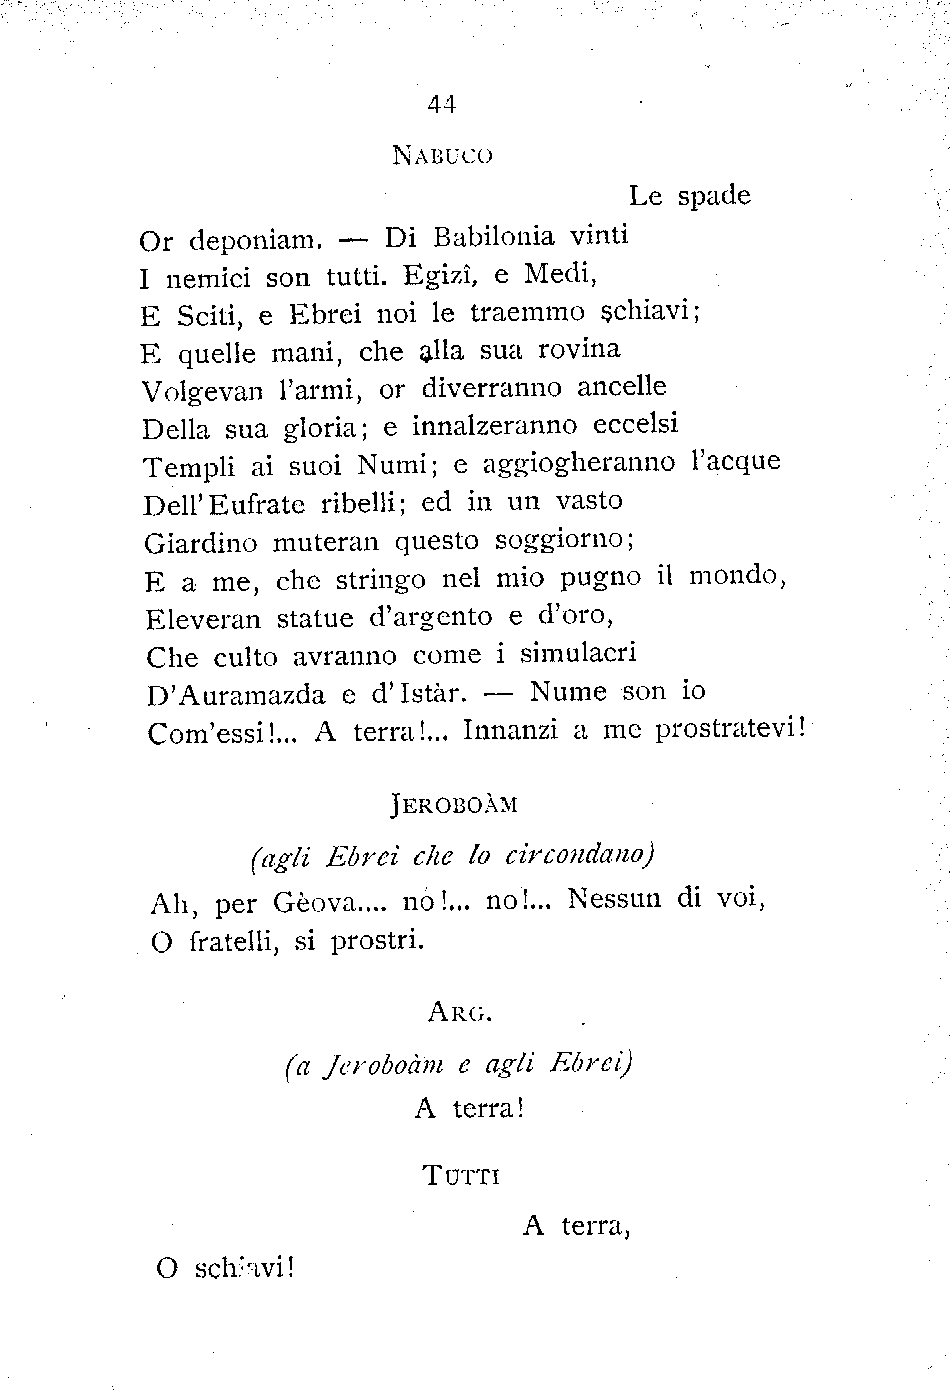 44
NABUCO
Le spade
Or deponiam. — Di Babilonia vinti
I nemici son tutti. Egizî, e Medi,
E Sciti, e Ebrei noi le traemmo schiavi;
E quelle mani, che alla sua rovina
Volgevan l'armi, or diverranno ancelle
Della sua gloria; e innalzeranno eccelsi
Templi ai suoi Numi; e aggiogheranno l'acque
Dell'Eufrate ribelli; ed in un vasto
Giardino muteran questo soggiorno;
E a me, che stringo nel mio pugno il mondo,
Eleveran statue d'argento e d'oro,
Che culto avranno come i simulacri
D'Auramazda e d'Istàr. — Nume son io
Com'essi!... A terra!... Innanzi a me prostratevi!
JEROBOÀM
(agli Ebrei che lo circondano)
Ah, per Gèova.... no!... no!... Nessun di voi,
O fratelli, si prostri.
ARG.
(a Jeroboàm e agli Ebrei)
A terra!
TUTTI
A terra,
O schiavi!